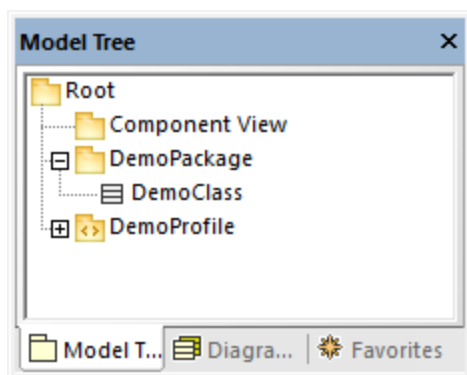 Model Tree
Root
Component View
DemoPackage
DemoClass
DemoProfile
Model T... Diagra... Favorites